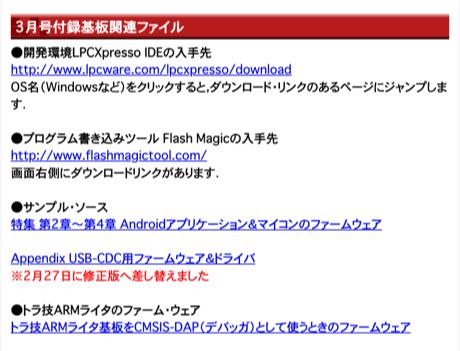 3月号付録基板関連ファイル
●開発環境LPCXpresso IDEの入手先
http://www.lpcware.com/lpcxpresso/download
OS名(Windowsなど)をクリックすると,ダウンロード・リンクのあるページにジャンプしま
す.
●プログラム書き込みツール Flash Magicの入手先
http://www.flashmagictool.com/
画面右側にダウンロードリンクがあります.
●サンプル・ソース
特集 第2章～第4章 Androidアプリケーション&マイコンのファームウェア
Appendix USB-CDC用ファームウェア&ドライバ
※2月27日に修正版へ差し替えました
●トラ技ARMライタのファーム・ウェア
トラ技ARMライタ基板をCMSIS-DAP(デバッガ)として使うときのファームウェア